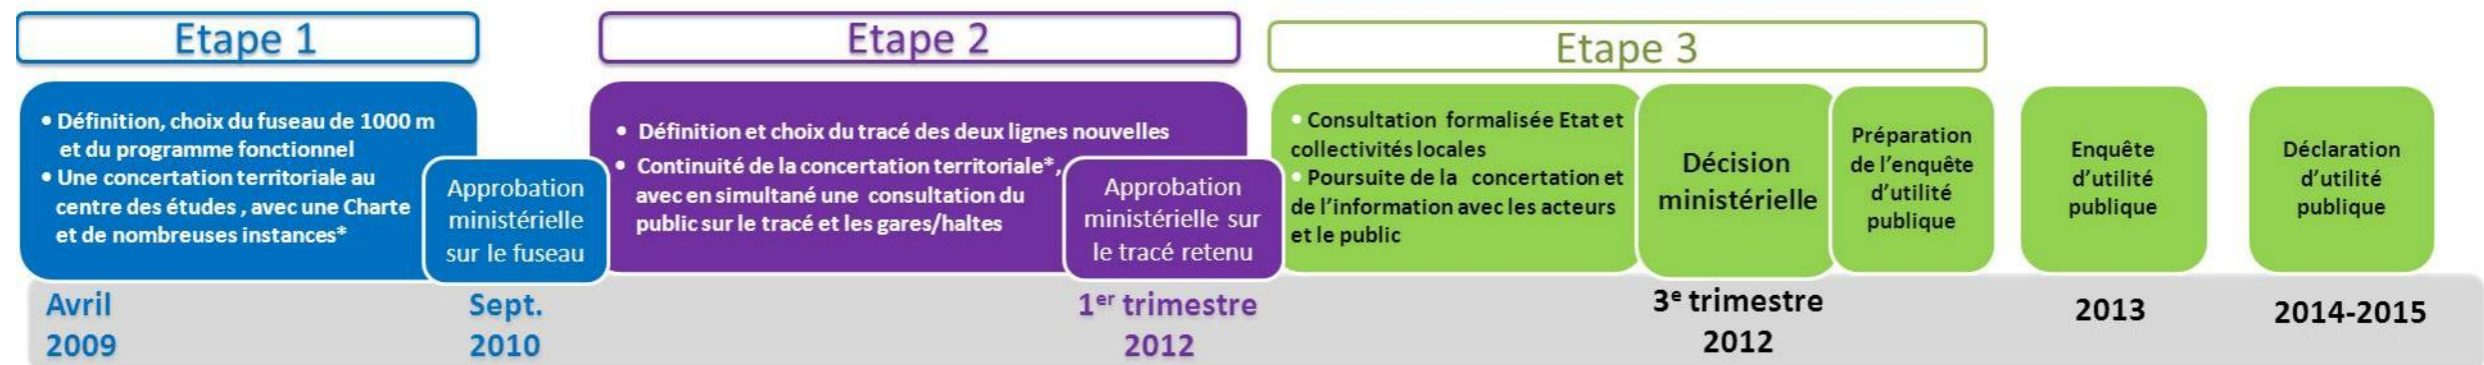 Etape 1
Etape 2
Etape 3
• Définition, choix du fuseau de 1000 m
et du programme fonctionnel
• Une concertation territoriale au
centre des études , avec une Charte
et de nombreuses instances*
Approbation
ministérielle
sur le fuseau
• Définition et choix du tracé des deux lignes nouvelles
• Continuité de la concertation territoriale*,
avec en simultané une consultation du
public sur le tracé et les gares/haltes
Approbation
ministérielle sur
le tracé retenu
• Consultation formalisée Etat et
collectivités locales
• Poursuite de la concertation et
de l'information avec les acteurs
et le public
Décision
ministérielle
Préparation
de l'enquête
d'utilité
publique
Enquête
d'utilité
publique
Déclaration
d'utilité
publique
Avril
2009
Sept.
2010
1er trimestre
2012
3e trimestre
2012
2013
2014-2015